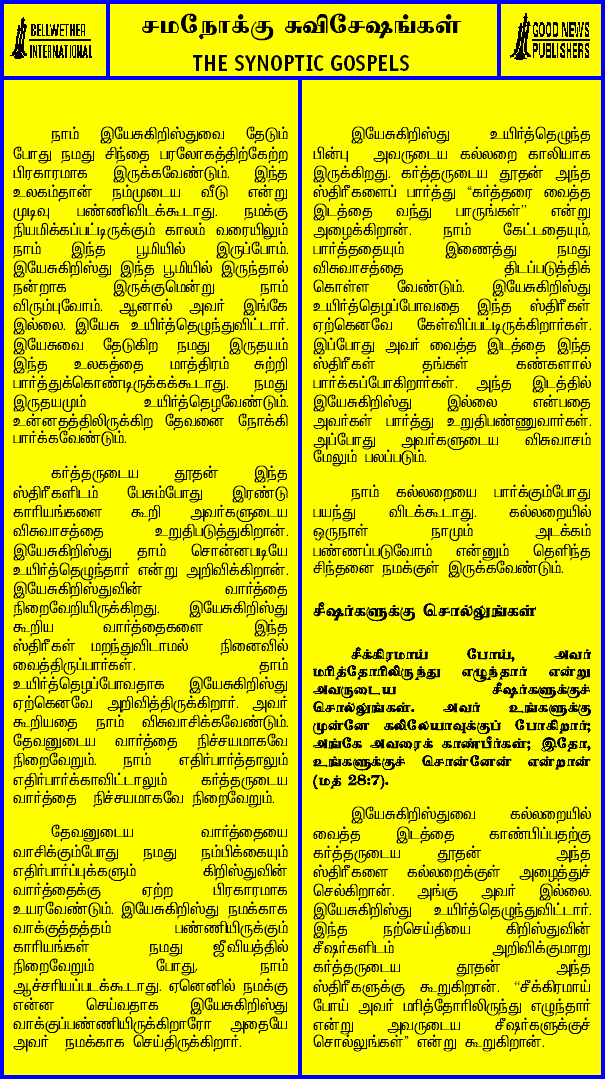 BELLWETHER
INTERNATIONAL
சமநோக்கு சுவிசேஷங்கள்
THE SYNOPTIC GOSPELS
GOOD NEWS
PUBLISHERS
நாம் இயேசுகிறிஸ்துவை தேடும்
போது நமது சிந்தை பரலோகத்திற்கேற்ற
பிரகாரமாக இருக்கவேண்டும். இந்த
உலகம்தான் நம்முடைய வீடு என்று
முடிவு பண்ணிவிடக்கூடாது. நமக்கு
நியமிக்கப்பட்டிருக்கும் காலம் வரையிலும்
நாம் இந்த பூமியில் இருப்போம்.
இயேசுகிறிஸ்து இந்த பூமியில் இருந்தால்
நன்றாக இருக்குமென்று நாம்
விரும்புவோம். ஆனால் அவர் இங்கே
இல்லை. இயேசு உயிர்த்தெழுந்துவிட்டார்.
இயேசுவை தேடுகிற நமது இருதயம்
இந்த உலகத்தை மாத்திரம் சுற்றி
பார்த்துக்கொண்டிருக்கக்கூடாது. நமது
இருதயமும் உயிர்த்தெழவேண்டும்.
உன்னதத்திலிருக்கிற தேவனை நோக்கி
பார்க்கவேண்டும்.
கர்த்தருடைய தூதன் இந்த
ஸ்திரீகளிடம் பேசும்போது இரண்டு
காரியங்களை கூறி அவர்களுடைய
விசுவாசத்தை உறுதிபடுத்துகிறான்.
இயேசுகிறிஸ்து தாம் சொன்னபடியே
உயிர்த்தெழுந்தார் என்று அறிவிக்கிறான்.
இயேசுகிறிஸ்துவின் வார்த்தை
நிறைவேறியிருக்கிறது. இயேசுகிறிஸ்து
கூறிய வார்த்தைகளை இந்த
ஸ்திரீகள் மறந்துவிடாமல் நினைவில்
வைத்திருப்பார்கள். தாம்
உயிர்த்தெழப்போவதாக இயேசுகிறிஸ்து
ஏற்கெனவே அறிவித்திருக்கிறார். அவர்
கூறியதை நாம் விசுவாசிக்கவேண்டும்.
தேவனுடைய வார்த்தை நிச்சயமாகவே
நிறைவேறும். நாம் எதிர்பார்த்தாலும்
எதிர்பார்க்காவிட்டாலும் கர்த்தருடைய
வார்த்தை நிச்சயமாகவே நிறைவேறும்.
தேவனுடைய வார்த்தையை
வாசிக்கும்போது நமது நம்பிக்கையும்
எதிர்பார்ப்புக்களும் கிறிஸ்துவின்
வார்த்தைக்கு ஏற்ற பிரகாரமாக
உயரவேண்டும். இயேசுகிறிஸ்து நமக்காக
வாக்குத்தத்தம் பண்ணியிருக்கும்
காரியங்கள் நமது ஜீவியத்தில்
நிறைவேறும் போது, நாம்
ஆச்சரியப்படக்கூடாது. ஏனெனில் நமக்கு
என்ன செய்வதாக இயேசுகிறிஸ்து
வாக்குப்பண்ணியிருக்கிறாரோ அதையே
அவர் நமக்காக செய்திருக்கிறார்.
இயேசுகிறிஸ்து உயிர்த்தெழுந்த
பின்பு அவருடைய கல்லறை காலியாக
இருக்கிறது. கர்த்தருடைய தூதன் அந்த
ஸ்திரீகளைப் பார்த்து “கர்த்தரை வைத்த
இடத்தை வந்து பாருங்கள்’’ என்று
அழைக்கிறான். நாம் கேட்டதையும்,
பார்த்ததையும் இணைத்து நமது
விசுவாசத்தை திடப்படுத்திக்
கொள்ள வேண்டும். இயேசுகிறிஸ்து
உயிர்த்தெழப்போவதை இந்த ஸ்திரீகள்
ஏற்கெனவே கேள்விப்பட்டிருக்கிறார்கள்.
இப்போது அவர் வைத்த இடத்தை இந்த
ஸ்திரீகள் தங்கள் கண்களால்
பார்க்கப்போகிறார்கள். அந்த இடத்தில்
இயேசுகிறிஸ்து இல்லை என்பதை
அவர்கள் பார்த்து உறுதிபண்ணுவார்கள்.
அப்போது அவர்களுடைய விசுவாசம்
மேலும் பலப்படும்.
நாம் கல்லறையை பார்க்கும்போது
பயந்து விடக்கூடாது. கல்லறையில்
ஒருநாள் நாமும் அடக்கம்
பண்ணப்படுவோம் என்னும் தெளிந்த
சிந்தனை நமக்குள் இருக்கவேண்டும்.
சீஷர்களுக்கு சொல்லுங்கள்
சீக்கிரமாய் போய், அவர்
மரித்தோரிலிருந்து எழுந்தார் என்று
அவருடைய சீஷர்களுக்குச்
சொல்லுங்கள். அவர் உங்களுக்கு
முன்னே கலிலேயாவுக்குப் போகிறார்;
அங்கே அவரைக் காண்பீர்கள்; இதோ,
உங்களுக்குச் சொன்னேன் என்றான்
(மத் 28:7).
இயேசுகிறிஸ்துவை கல்லறையில்
வைத்த இடத்தை காண்பிப்பதற்கு
கர்த்தருடைய தூதன் அந்த
ஸ்திரீகளை கல்லறைக்குள் அழைத்துச்
செல்கிறான். அங்கு அவர் இல்லை.
இயேசுகிறிஸ்து உயிர்த்தெழுந்துவிட்டார்.
இந்த நற்செய்தியை கிறிஸ்துவின்
சீஷர்களிடம் அறிவிக்குமாறு
கர்த்தருடைய தூதன் அந்த
ஸ்திரீகளுக்கு கூறுகிறான். “சீக்கிரமாய்
போய் அவர் மரித்தோரிலிருந்து எழுந்தார்
என்று அவருடைய சீஷர்களுக்குச்
சொல்லுங்கள்” என்று கூறுகிறான்.